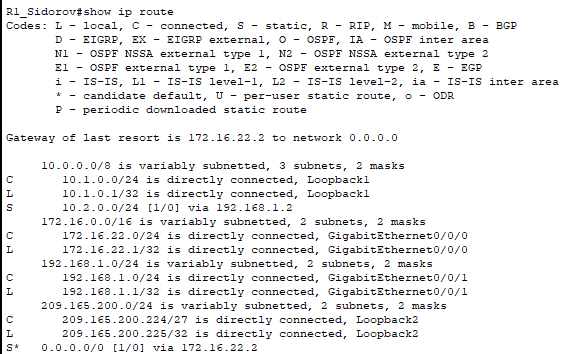 R1_Sidorov#show ip route
Codes: L - local, C - connected, S - static, R - RIP, M - mobile, B - BGP
D - EIGRP, EX - EIGRP external, O - OSPF, IA - OSPF inter area
N1 - OSPF NSSA external type 1, N2 - OSPF NSSA external type 2
E1 - OSPF external type 1, E2 - OSPF external type 2, E - EGP
i - IS-IS, L1 - IS-IS level-1, L2 - IS-IS level-2, ia - IS-IS inter area
* - candidate default, U - per-user static route, o - ODR
P - periodic downloaded static route
Gateway of last resort is 172.16.22.2 to network 0.0.0.0
10.0.0.0/8 is variably subnetted, 3 subnets, 2 masks
C 10.1.0.0/24 is directly connected, Loopback1
L 10.1.0.1/32 is directly connected, Loopback1
S 10.2.0.0/24 [1/0] via 192.168.1.2
172.16.0.0/16 is variably subnetted, 2 subnets, 2 masks
C 172.16.22.0/24 is directly connected, GigabitEthernet0/0/0
L 172.16.22.1/32 is directly connected, GigabitEthernet0/0/0
192.168.1.0/24 is variably subnetted, 2 subnets, 2 masks
C 192.168.1.0/24 is directly connected, GigabitEthernet0/0/1
L 192.168.1.1/32 is directly connected, GigabitEthernet0/0/1
209.165.200.0/24 is variably subnetted, 2 subnets, 2 masks
C 209.165.200.224/27 is directly connected, Loopback2
L 209.165.200.225/32 is directly connected, Loopback2
S* 0.0.0.0/0 [1/0] via 172.16.22.2